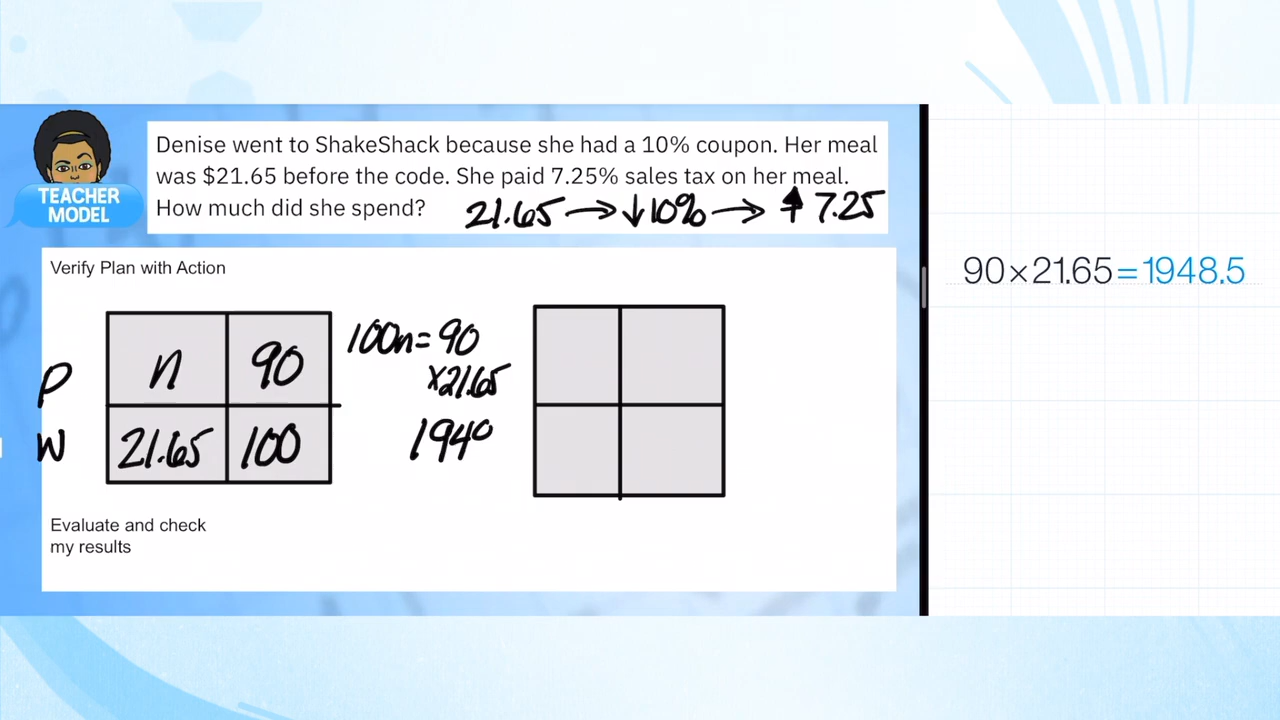 TEACHER
MODEL
Denise went to ShakeShack because she had a 10% coupon. Her meal
was $21.65 before the code. She paid 7.25% sales tax on her meal.
How much did she spend?
21.65 → ↓10% → ↑ 7.25
Verify Plan with Action
P
n
90
W
21.65
100
100n = 90
×21.65
1940
Evaluate and check
my results
90×21.65=1948.5